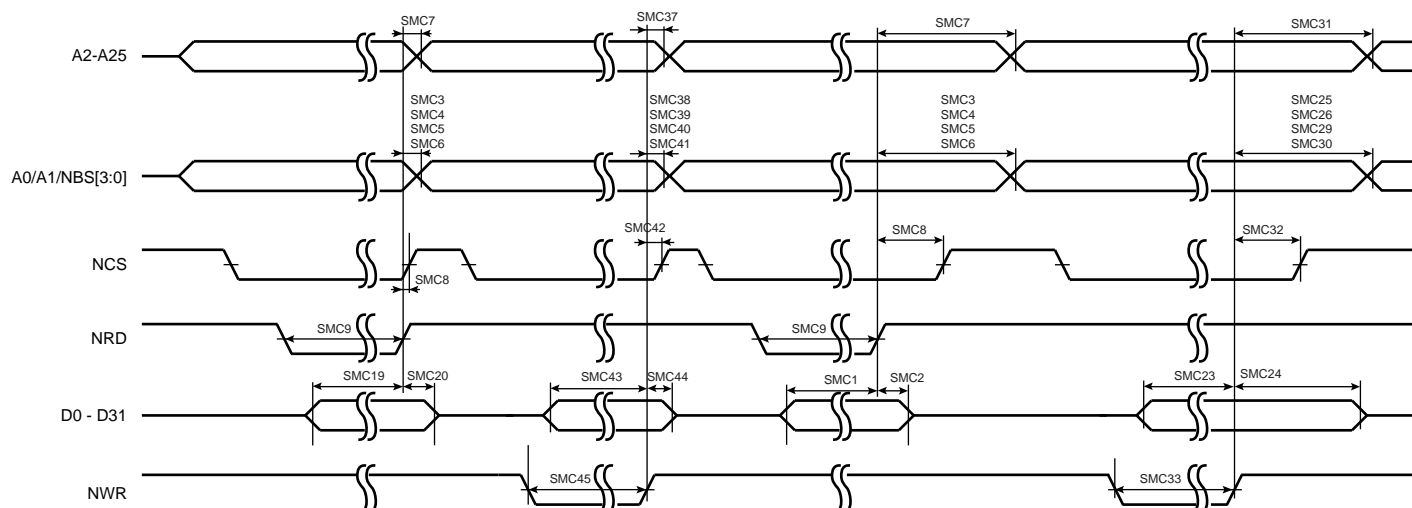 SMC7
SMC37
SMC7
SMC31
A2-A25
SMC3
SMC4
SMC5
SMC6
SMC38
SMC39
SMC40
SMC41
SMC3
SMC4
SMC5
SMC6
SMC25
SMC26
SMC29
SMC30
A0/A1/NBS[3:0]
SMC42
SMC8
SMC32
NCS
SMC8
SMC9
SMC9
NRD
SMC19
SMC20
SMC43
SMC44
SMC1
SMC2
SMC23
SMC24
D0 - D31
SMC45
SMC33
NWR